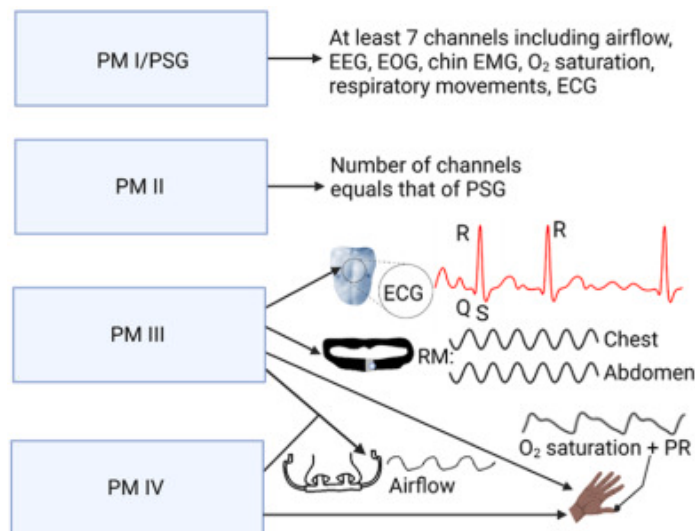 PM I/PSG
At least 7 channels including airflow,
EEG, EOG, chin EMG, O₂ saturation,
respiratory movements, ECG
PM II
Number of channels
equals that of PSG
R
R
ECG
Q
S
PM III
RM:
Chest
Abdomen
O₂ saturation + PR
PM IV
Airflow